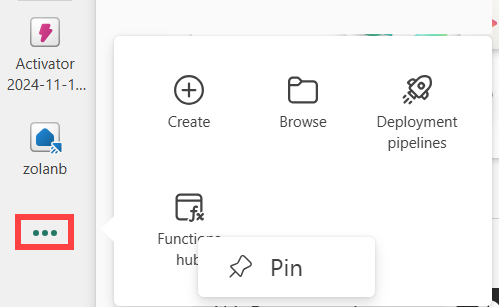 Activator
2024-11-1...
zolanb
Create
Browse
Deployment
pipelines
Functions
hub
Pin